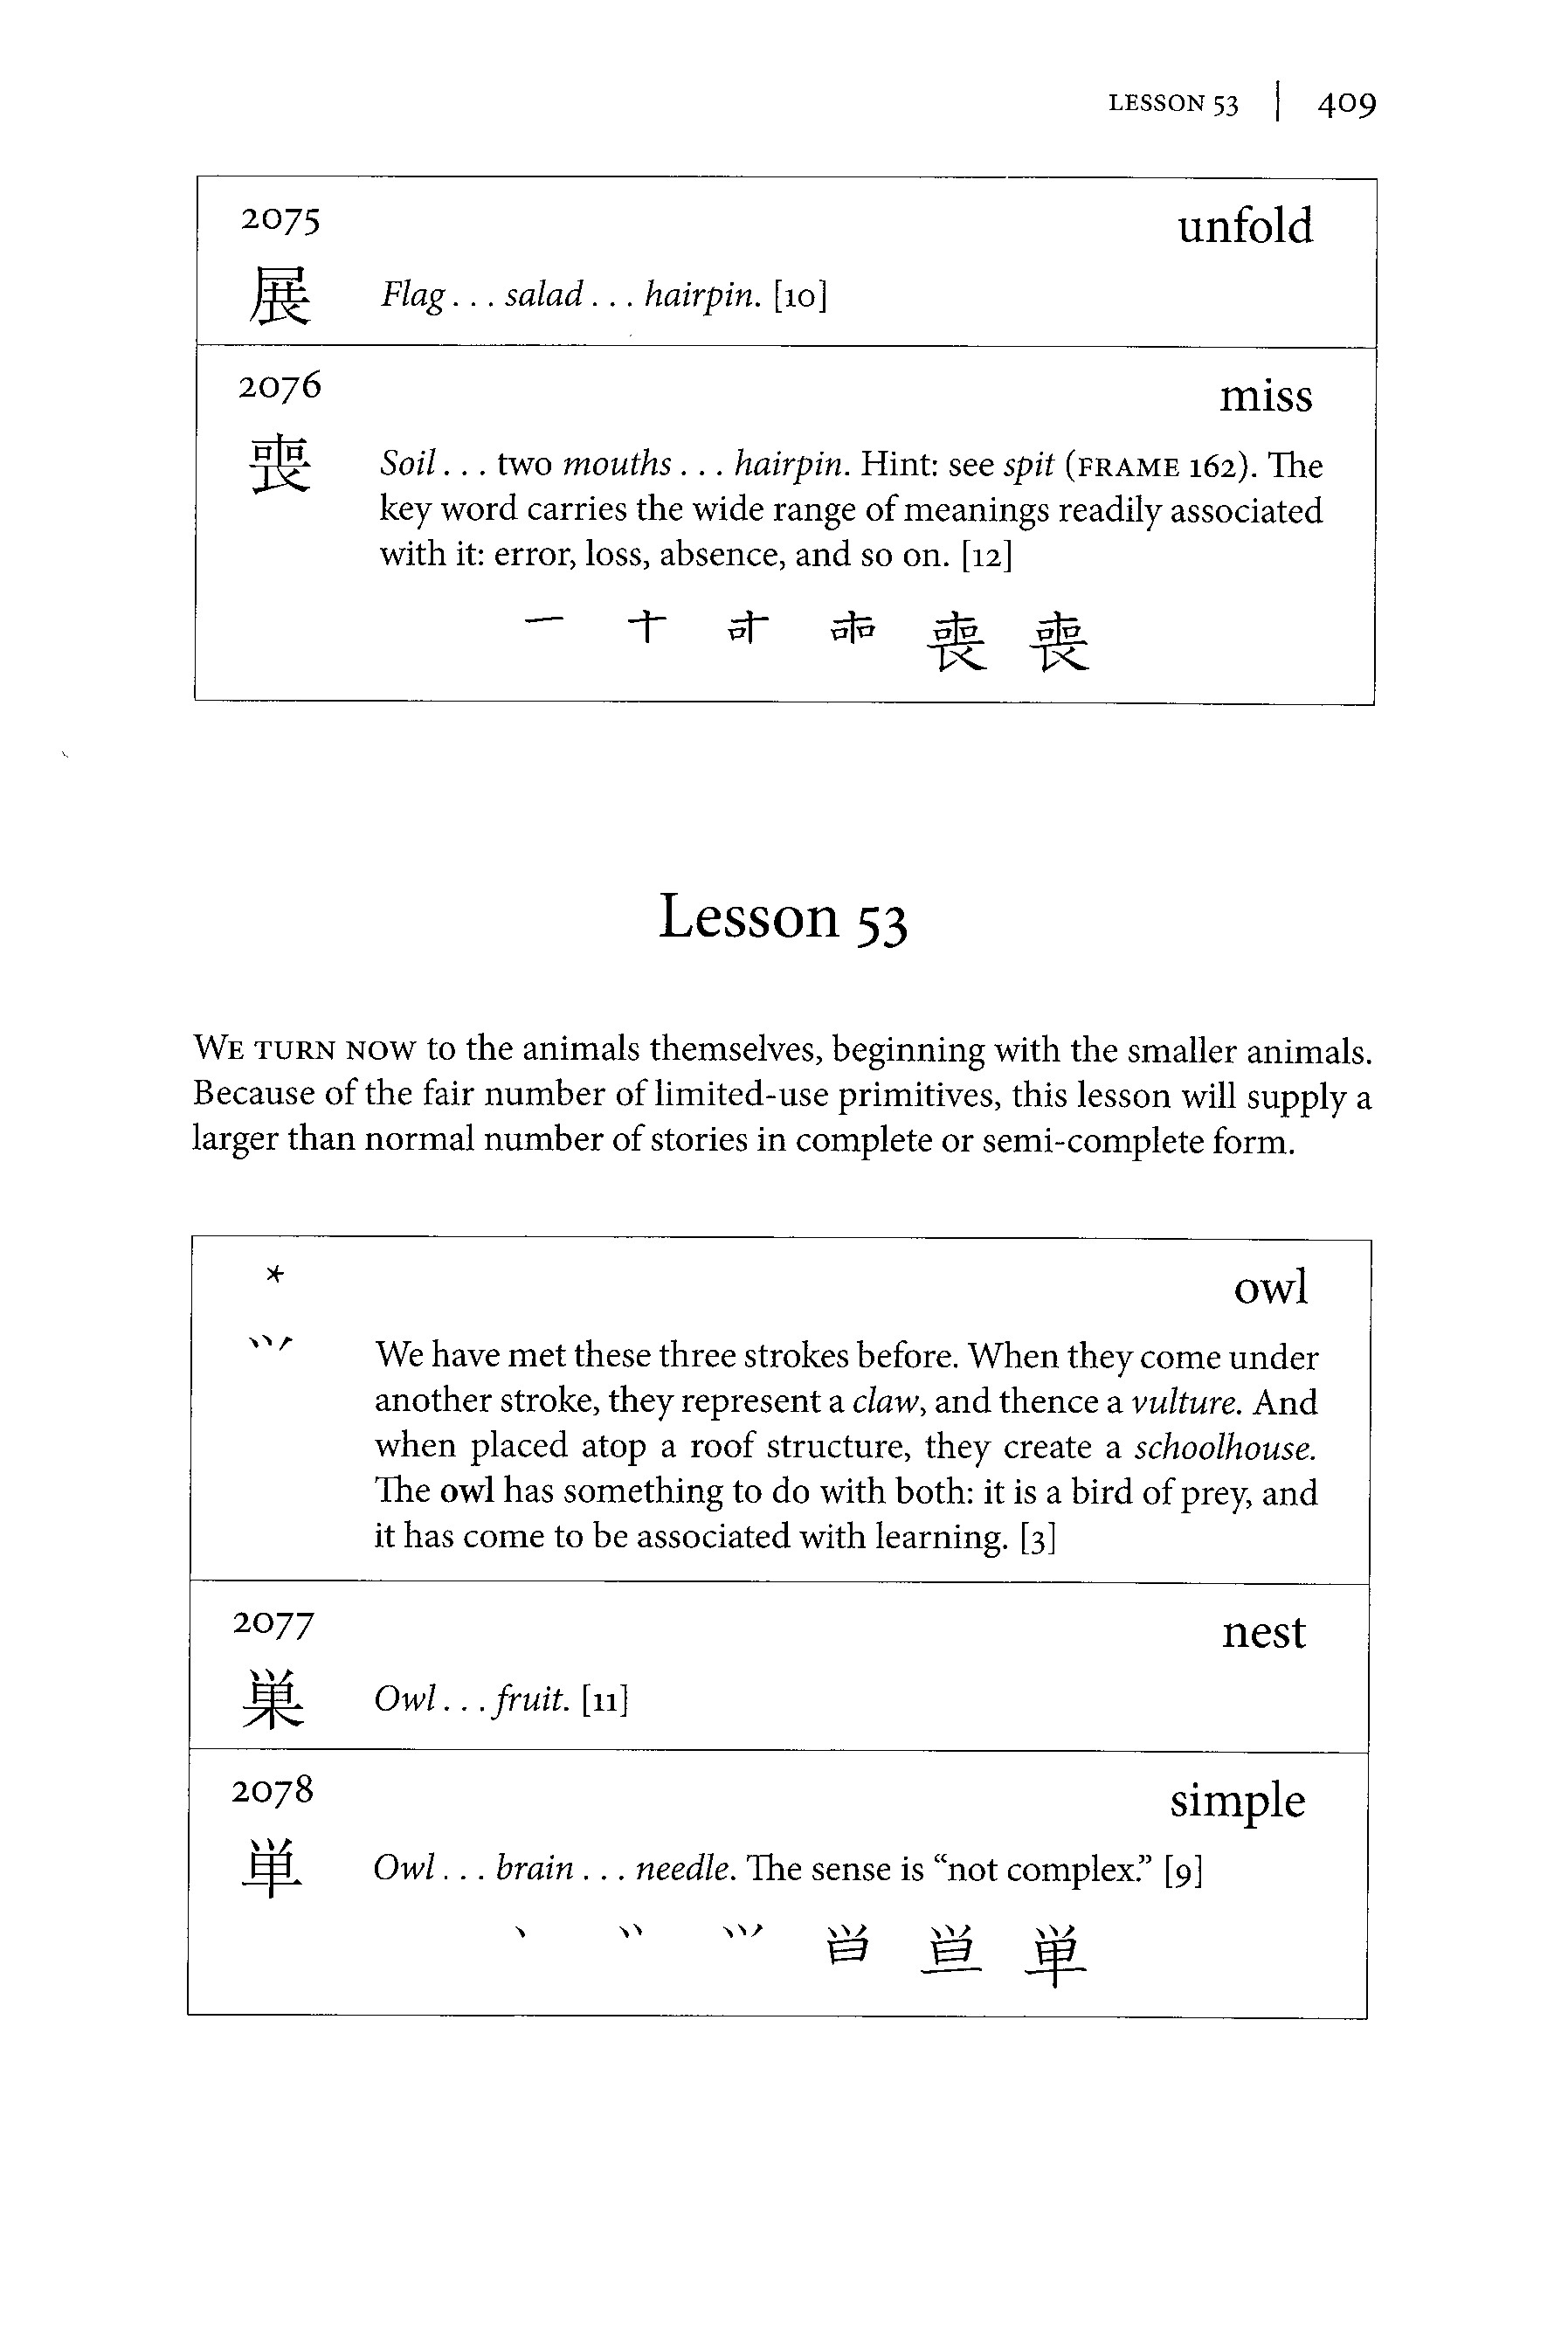 LESSON 53 | 409
2075
unfold
展
Flag . . . salad . . . hairpin. [10]
2076
miss
喪
Soil . . . two mouths . . . hairpin. Hint: see spit (FRAME 162). The
key word carries the wide range of meanings readily associated
with it: error, loss, absence, and so on. [12]
一 十 喪
Lesson 53
WE TURN NOW to the animals themselves, beginning with the smaller animals.
Because of the fair number of limited-use primitives, this lesson will supply a
larger than normal number of stories in complete or semi-complete form.
*
owl
⺍
We have met these three strokes before. When they come under
another stroke, they represent a claw, and thence a vulture. And
when placed atop a roof structure, they create a schoolhouse.
The owl has something to do with both: it is a bird of prey, and
it has come to be associated with learning. [3]
2077
nest
巣
Owl . . . fruit. [11]
2078
simple
単
Owl . . . brain . . . needle. The sense is “not complex.” [9]
丶 ⺍ 単